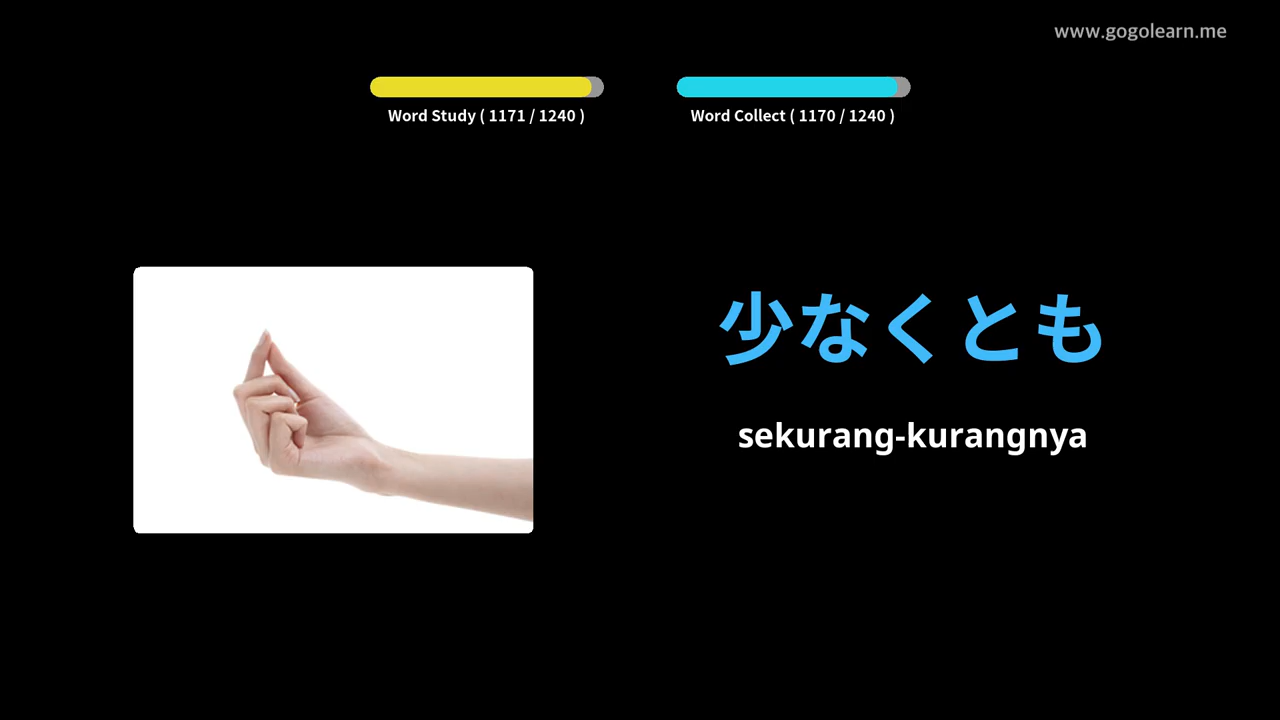 www.gogolearn.me
Word Study ( 1171 / 1240 )
Word Collect ( 1170 / 1240 )
少なくとも
sekurang-kurangnya